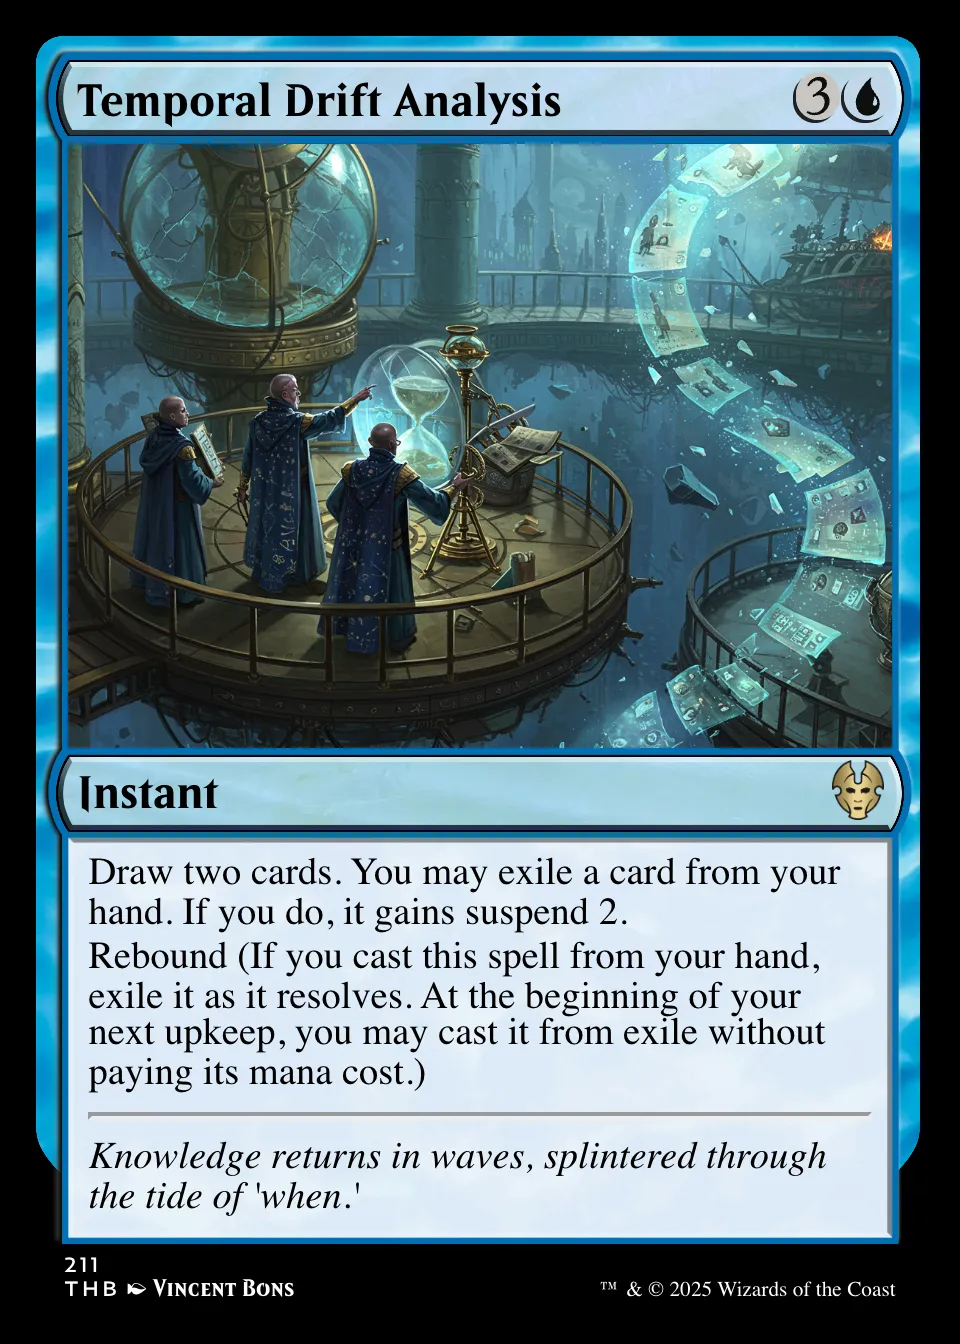 Temporal Drift Analysis 3
Instant
Draw two cards. You may exile a card from your
hand. If you do, it gains suspend 2.
Rebound (If you cast this spell from your hand,
exile it as it resolves. At the beginning of your
next upkeep, you may cast it from exile without
paying its mana cost.)
Knowledge returns in waves, splintered through
the tide of 'when.'
211
THB VINCENT BONS
™ & © 2025 Wizards of the Coast